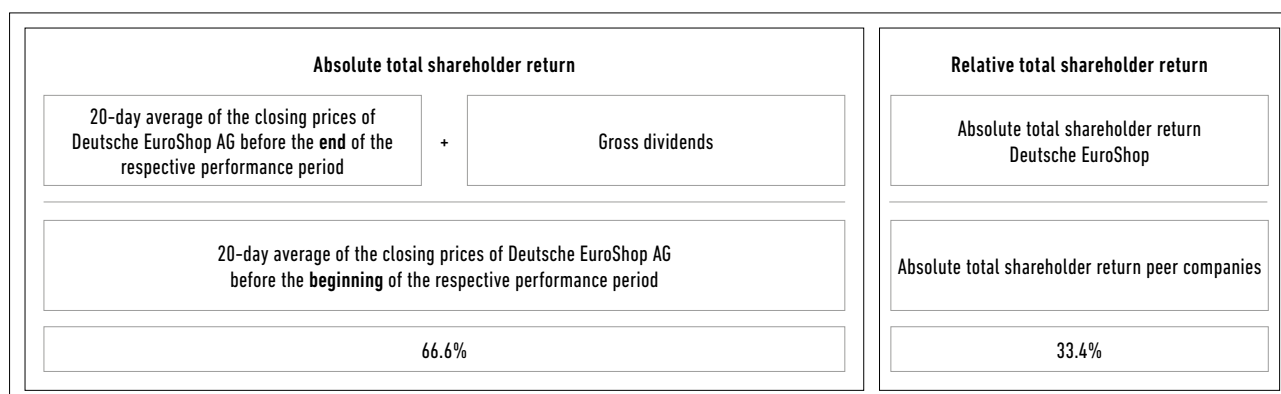 Absolute total shareholder return
20-day average of the closing prices of
Deutsche EuroShop AG before the end of the
respective performance period
+
Gross dividends
20-day average of the closing prices of Deutsche EuroShop AG
before the beginning of the respective performance period
66.6%
Relative total shareholder return
Absolute total shareholder return
Deutsche EuroShop
Absolute total shareholder return peer companies
33.4%